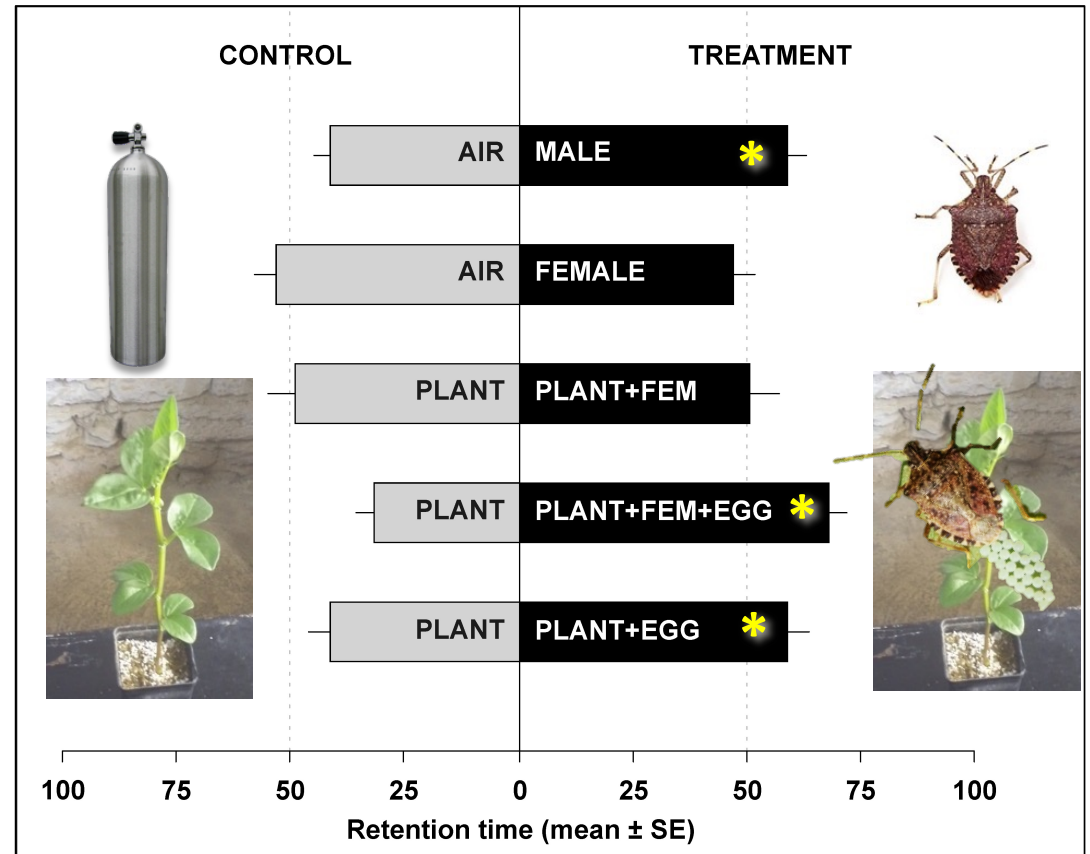 CONTROL TREATMENT
AIR MALE *
AIR FEMALE
PLANT PLANT+FEM
PLANT PLANT+FEM+EGG *
PLANT PLANT+EGG *
100 75 50 25 0 25 50 75 100
Retention time (mean ± SE)